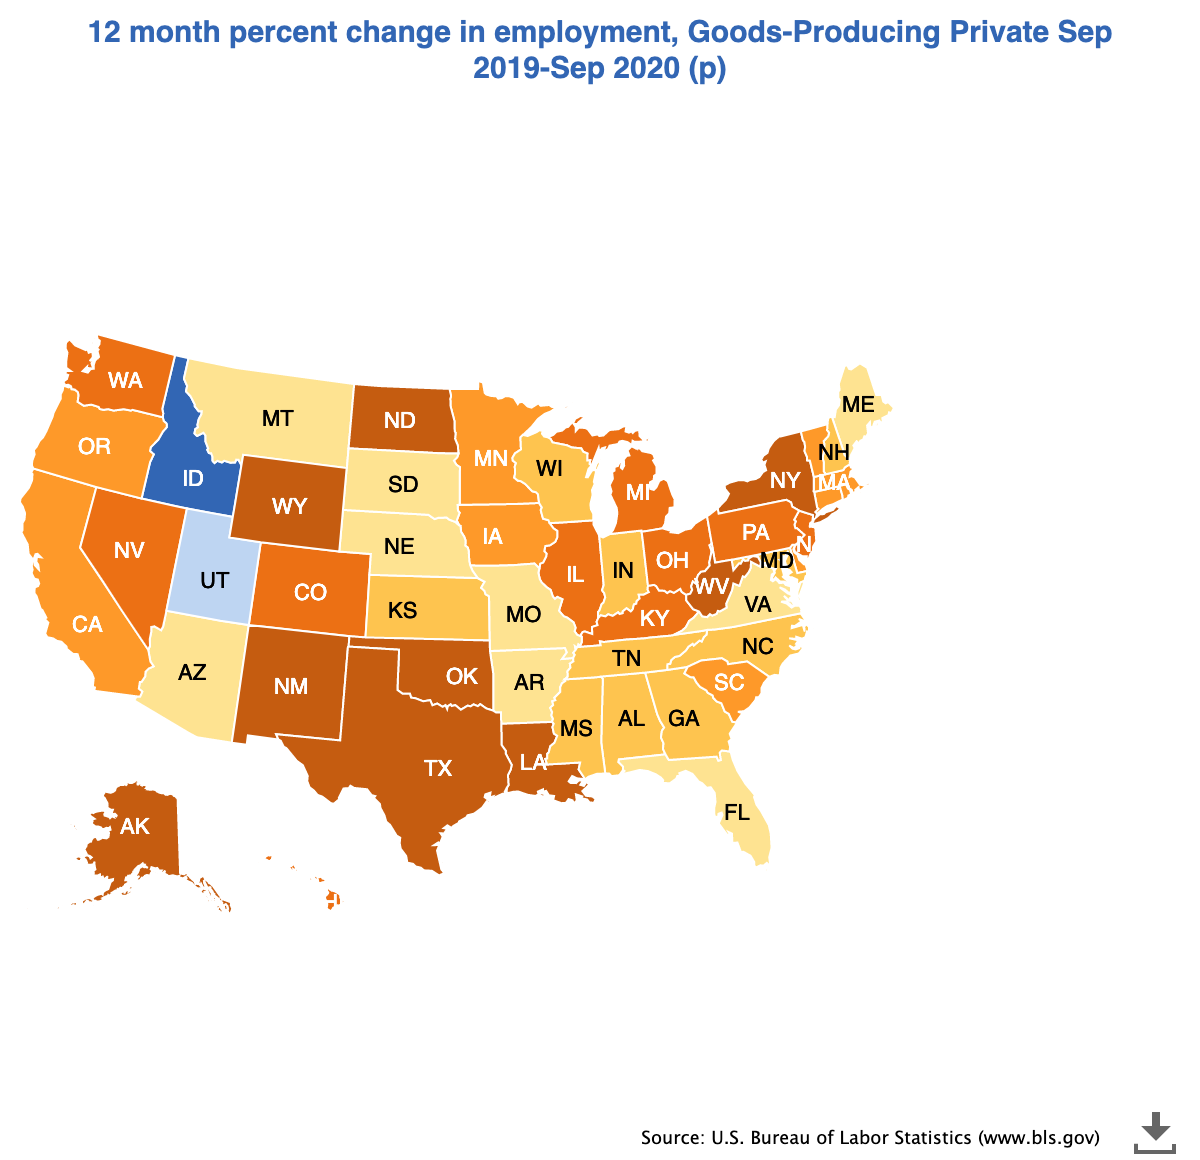 12 month percent change in employment, Goods-Producing Private Sep
2019-Sep 2020 (p)
WA
MT
ND
ME
OR
MN
NH
ID
SD
WI
MI
NY
MA
WY
NV
NE
IA
PA
UT
CO
IL
IN
OH
MD
WV
VA
CA
KS
MO
KY
AZ
NM
OK
AR
TN
NC
SC
TX
LA
MS
AL
GA
FL
AK
Source: U.S. Bureau of Labor Statistics (www.bls.gov)